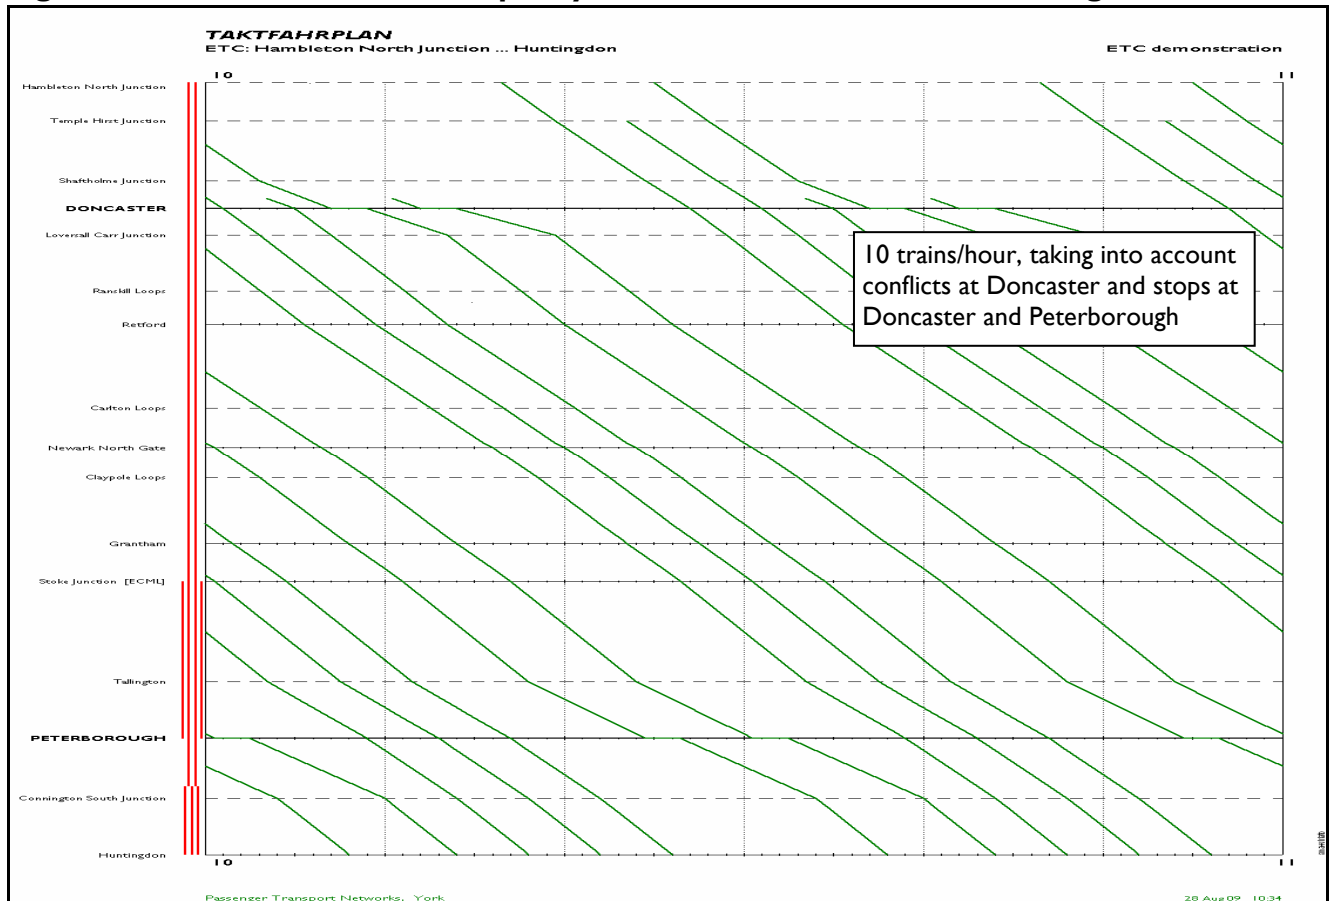 TAKTFAHRPLAN
ETC: Hambleton North Junction ... Huntingdon
ETC demonstration
10
11
Hambleton North Junction
Temple Hirst Junction
Shaftholme Junction
DONCASTER
Loversall Carr Junction
10 trains/hour, taking into account
conflicts at Doncaster and stops at
Doncaster and Peterborough
Ranskill Loops
Retford
Carlton Loops
Newark North Gate
Claypole Loops
Grantham
Stoke Junction [ECML]
Tallington
PETERBOROUGH
Connington South Junction
Huntingdon
10
11
Passenger Transport Networks, York
28 Aug 09 10:34